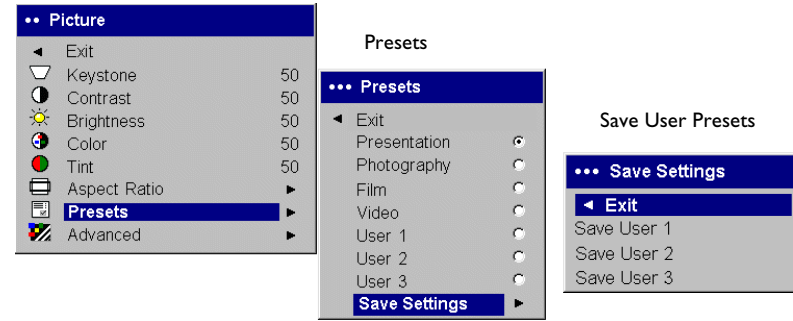 •• Picture
Exit
Keystone 50
Contrast 50
Brightness 50
Color 50
Tint 50
Aspect Ratio
Presets
Advanced
Presets
••• Presets
Exit
Presentation
Photography
Film
Video
User 1
User 2
User 3
Save Settings
Save User Presets
••• Save Settings
Exit
Save User 1
Save User 2
Save User 3